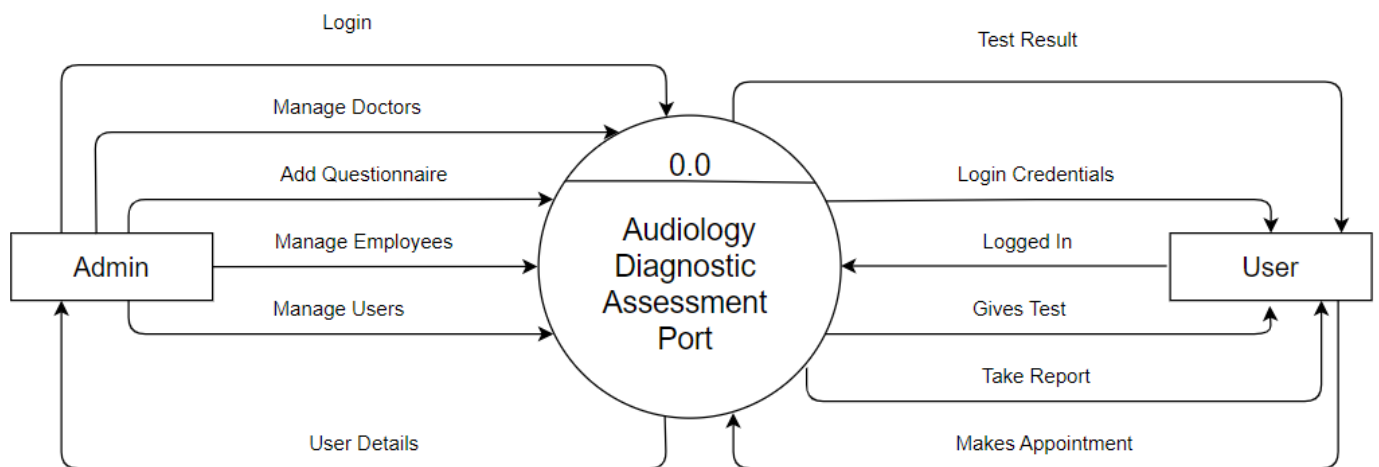 Login
Test Result
Manage Doctors
0.0
Add Questionnaire
Login Credentials
Audiology
Diagnostic
Assessment
Port
Admin
Manage Employees
Logged In
User
Manage Users
Gives Test
Take Report
User Details
Makes Appointment